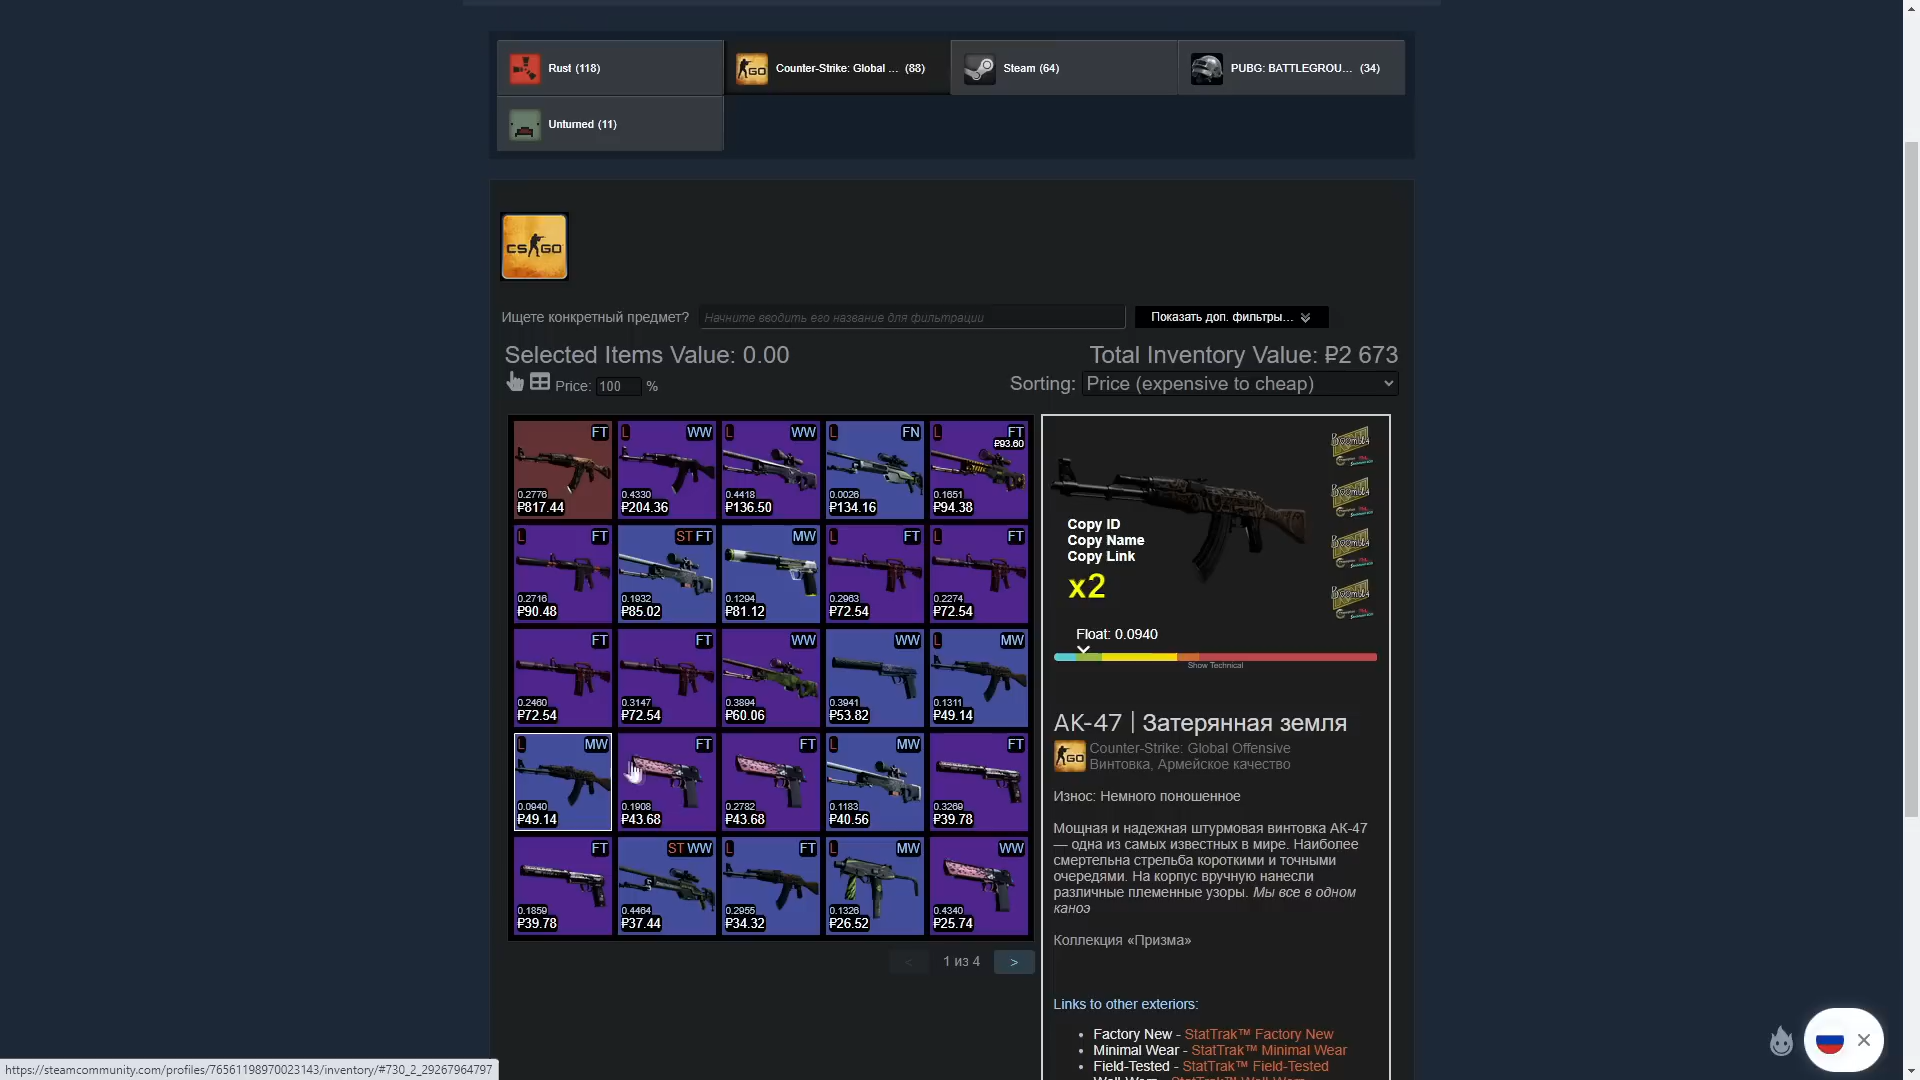 Rust (118)
Counter-Strike: Global ... (88)
Steam (64)
PUBG: BATTLEGROU... (34)
Unturned (11)
CS GO
Ищете конкретный предмет?
Начните вводить его название для фильтрации
Показать доп. фильтры...
Selected Items Value: 0.00
Total Inventory Value: ₽2 673
Price: 100 %
Sorting: Price (expensive to cheap)
FT
0.2776
₽817.44
L WW
0.4330
₽204.36
L WW
0.4418
₽136.50
L FN
0.0026
₽134.16
L FT
₽93.60
0.1651
₽94.38
L FT
0.2716
₽90.48
ST FT
0.1932
₽85.02
MW
0.1294
₽81.12
L FT
0.2963
₽72.54
L FT
0.2274
₽72.54
FT
0.2460
₽72.54
FT
0.3147
₽72.54
WW
0.3894
₽60.06
WW
0.3941
₽53.82
L MW
0.1311
₽49.14
L MW
0.0940
₽49.14
FT
0.1908
₽43.68
FT
0.2782
₽43.68
L MW
0.1183
₽40.56
FT
0.3269
₽39.78
FT
0.1859
₽39.78
ST WW
0.4464
₽37.44
L FT
0.2955
₽34.32
L MW
0.1326
₽26.52
WW
0.4340
₽25.74
< 1 из 4 >
Copy ID
Copy Name
Copy Link
x2
Float: 0.0940
Show Technical
АК-47 | Затерянная земля
Counter-Strike: Global Offensive
Винтовка, Армейское качество
Износ: Немного поношенное
Мощная и надежная штурмовая винтовка АК-47
— одна из самых известных в мире. Наиболее
смертельна стрельба короткими и точными
очередями. На корпус вручную нанесли
различные племенные узоры. Мы все в одном
каноэ
Коллекция «Призма»
Links to other exteriors:
• Factory New - StatTrak™ Factory New
• Minimal Wear - StatTrak™ Minimal Wear
• Field-Tested - StatTrak™ Field-Tested
https://steamcommunity.com/profiles/76561198970023143/inventory/#730_2_29267964797